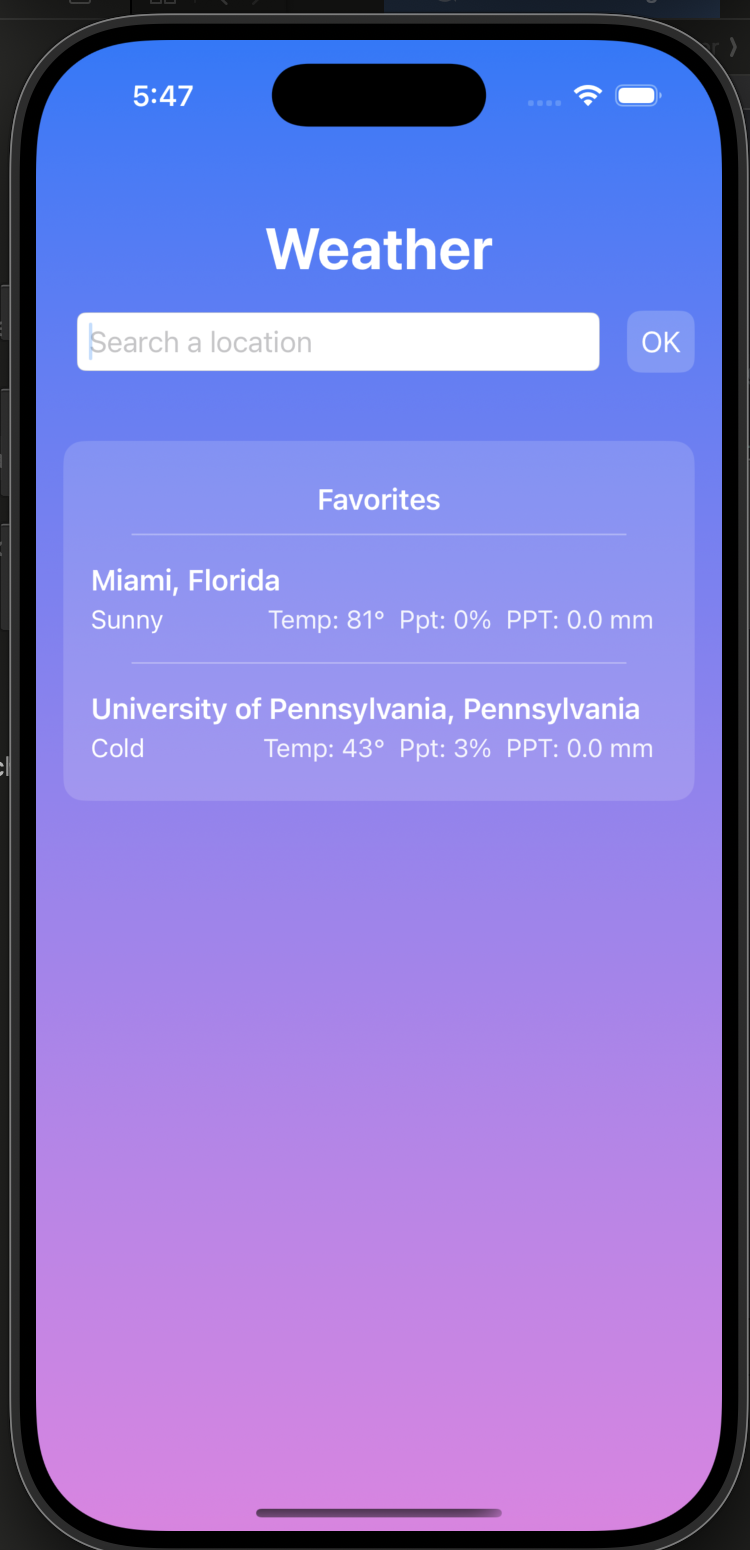 5:47
Weather
Search a location
OK
Favorites
Miami, Florida
Sunny Temp: 81° Ppt: 0% PPT: 0.0 mm
University of Pennsylvania, Pennsylvania
Cold Temp: 43° Ppt: 3% PPT: 0.0 mm